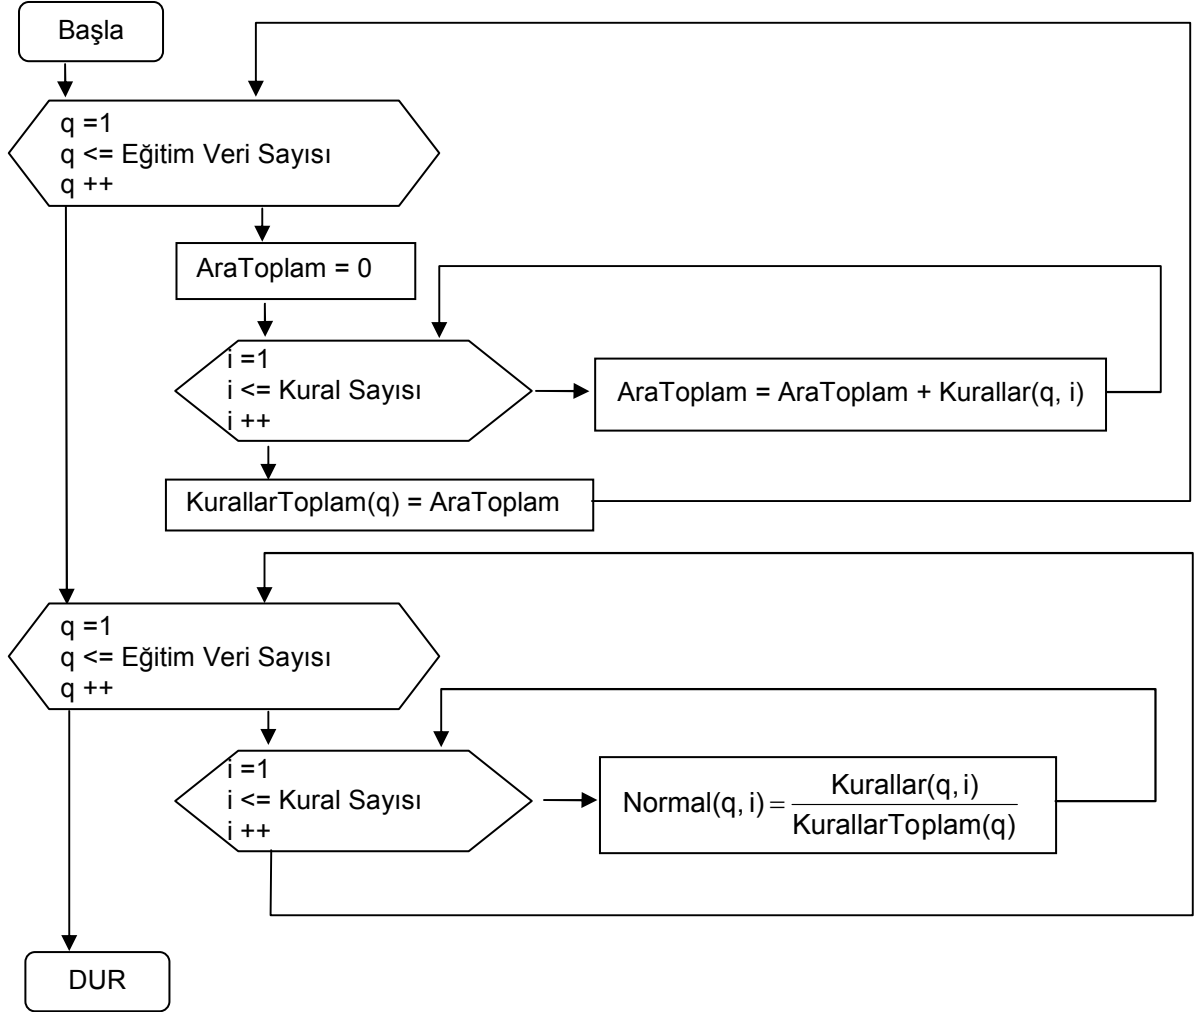 Başla
q =1
q <= Eğitim Veri Sayısı
q ++
AraToplam = 0
i =1
i <= Kural Sayısı
i ++
AraToplam = AraToplam + Kurallar(q, i)
KurallarToplam(q) = AraToplam
q =1
q <= Eğitim Veri Sayısı
q ++
i =1
i <= Kural Sayısı
i ++
Kurallar(q, i)
Normal(q, i) =
KurallarToplam(q)
DUR